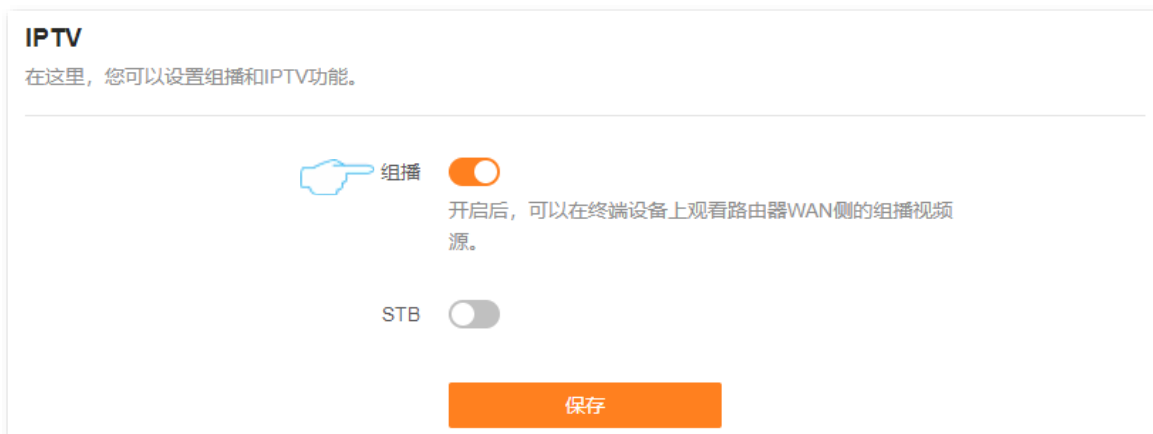 IPTV
在这里，您可以设置组播和IPTV功能。
组播
开启后，可以在终端设备上观看路由器WAN侧的组播视频
源。
STB
保存